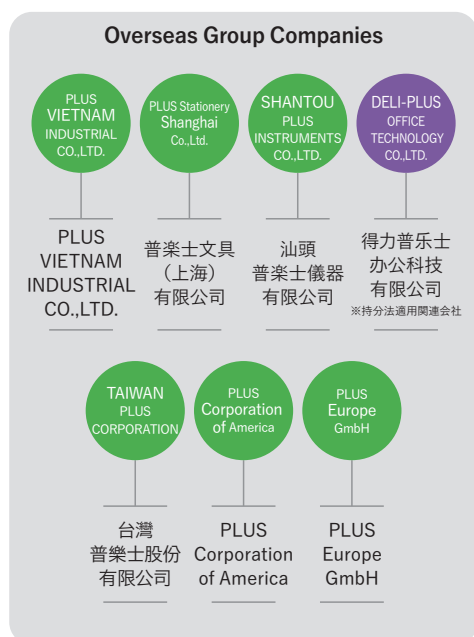 Overseas Group Companies
PLUS
VIETNAM
INDUSTRIAL
CO.,LTD.
PLUS Stationery
Shanghai
Co.,Ltd.
SHANTOU
PLUS
INSTRUMENTS
CO.,LTD.
DELI-PLUS
OFFICE
TECHNOLOGY
CO.,LTD.
PLUS
VIETNAM
INDUSTRIAL
CO.,LTD.
普楽士文具
（上海）
有限公司
汕頭
普楽士儀器
有限公司
得力普乐士
办公科技
有限公司
※持分法適用関連会社
TAIWAN
PLUS
CORPORATION
PLUS
Corporation
of America
PLUS
Europe
GmbH
台灣
普樂士股份
有限公司
PLUS
Corporation
of America
PLUS
Europe
GmbH